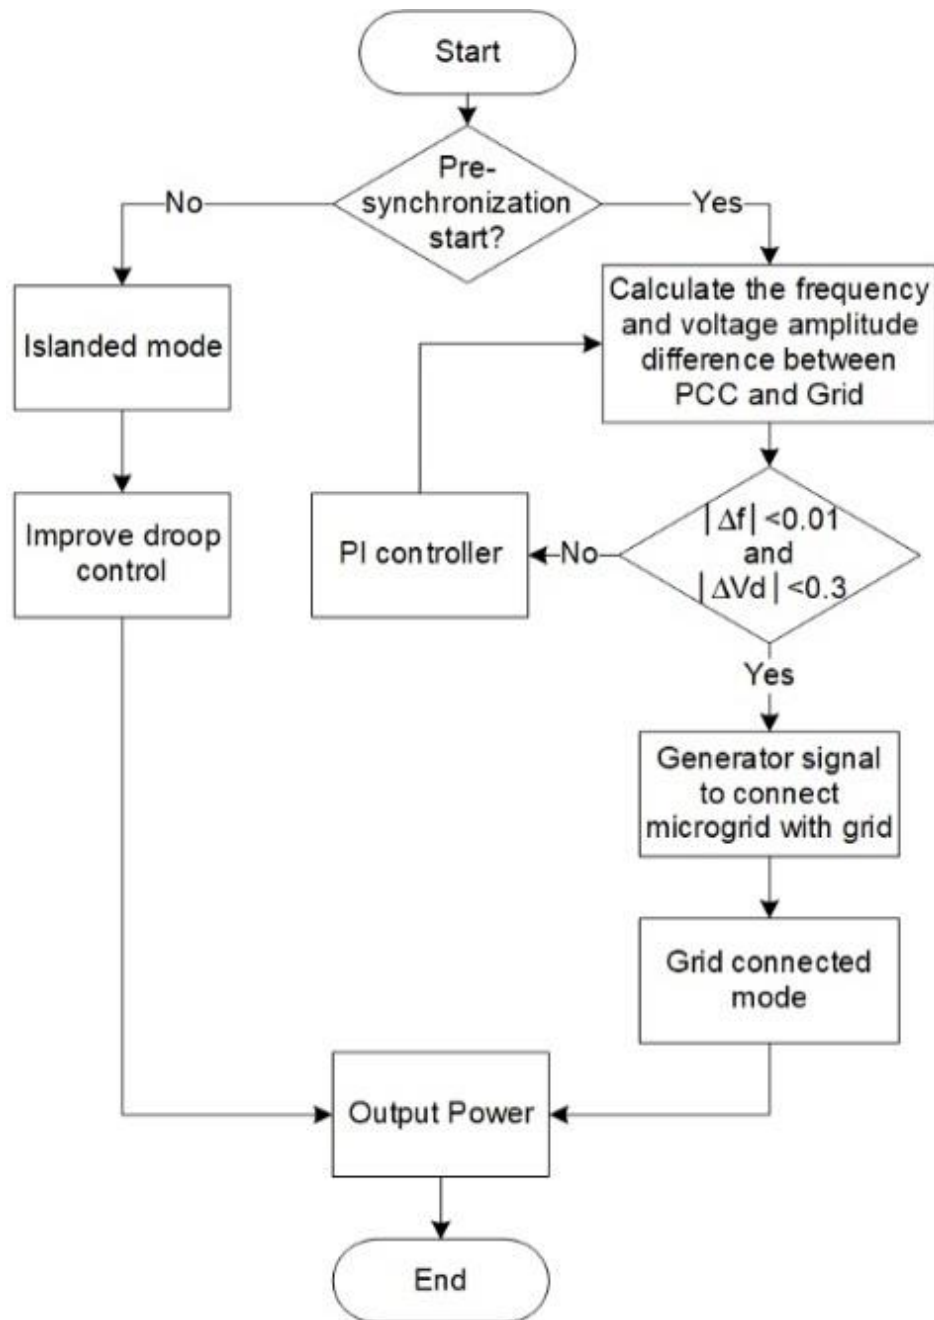 Start
Pre-
synchronization
start?
No
Yes
Islanded mode
Calculate the frequency
and voltage amplitude
difference between
PCC and Grid
Improve droop
control
PI controller
No
|Δf|<0.01
and
|ΔVd|<0.3
Yes
Generator signal
to connect
microgrid with grid
Grid connected
mode
Output Power
End